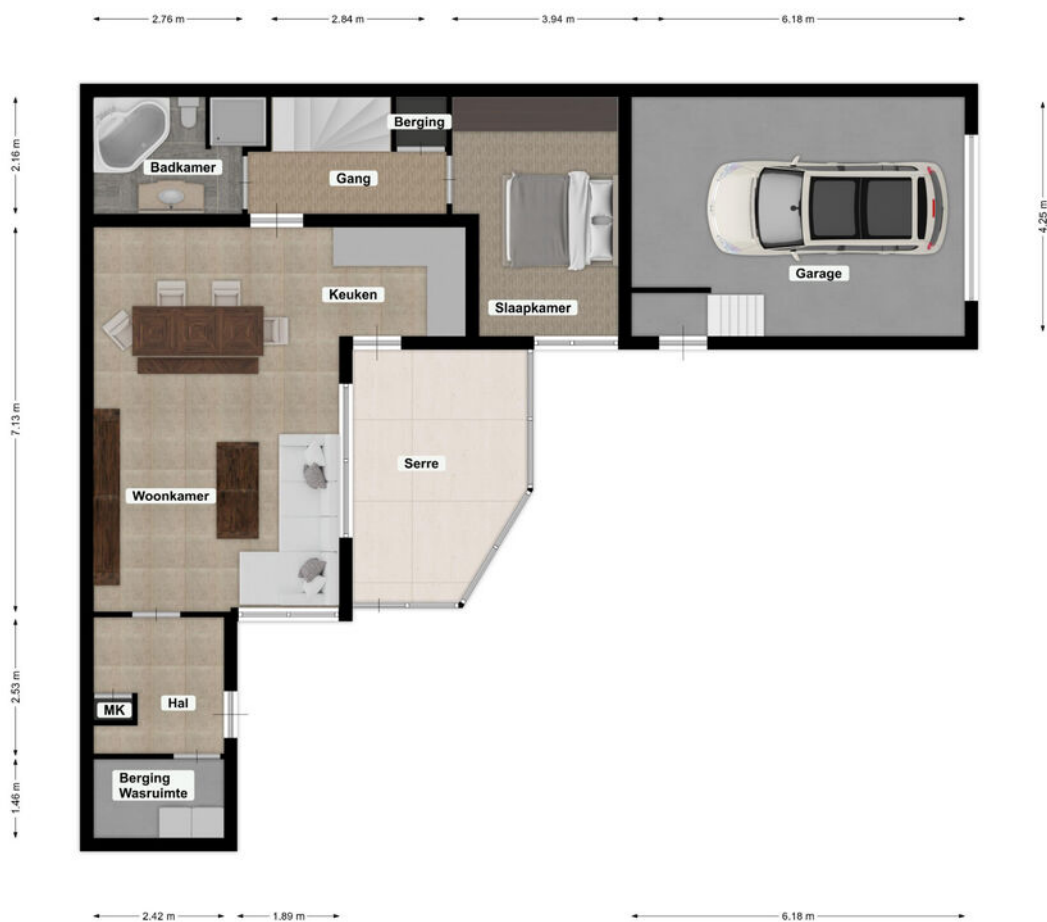 2.76 m
2.84 m
3.94 m
6.18 m
2.16 m
4.25 m
Berging
Badkamer
Gang
Garage
Keuken
Slaapkamer
7.13 m
Serre
Woonkamer
2.53 m
Hal
MK
1.46 m
Berging
Wasruimte
2.42 m
1.89 m
6.18 m